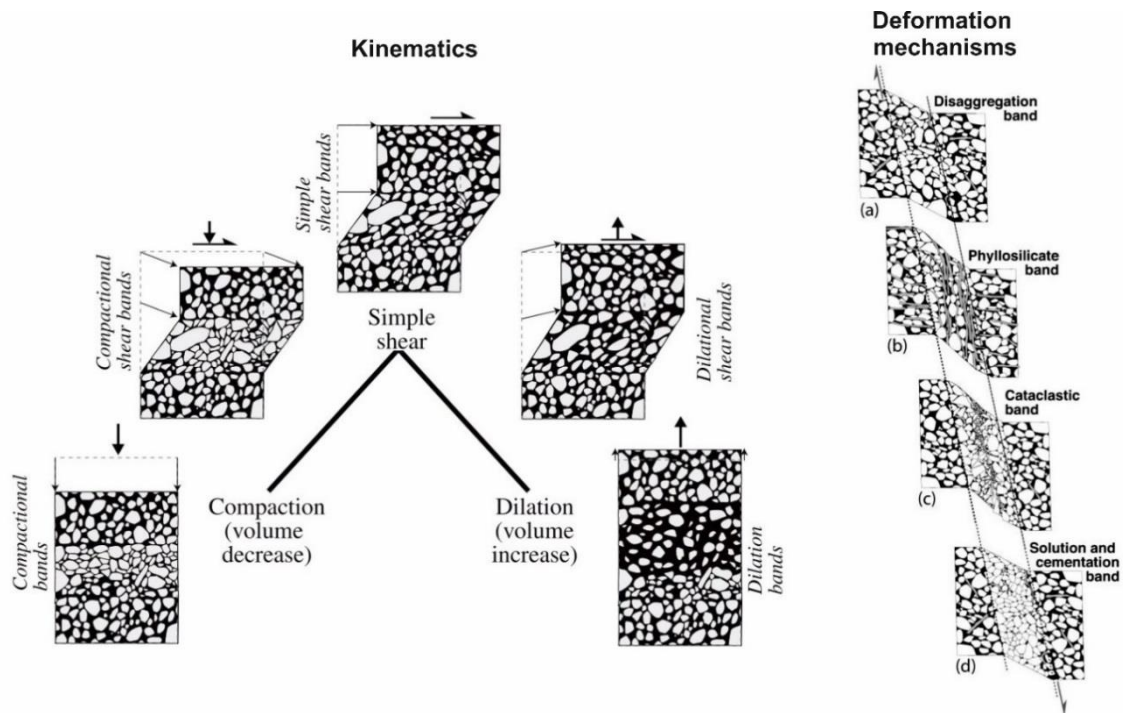 Kinematics
Simple
shear bands
Compactional
shear bands
Simple
shear
Dilational
shear bands
Compactional
bands
Compaction
(volume
decrease)
Dilation
(volume
increase)
Dilation
bands
Deformation
mechanisms
Disaggregation
band
(a)
Phyllosilicate
band
(b)
Cataclastic
band
(c)
Solution and
cementation
band
(d)